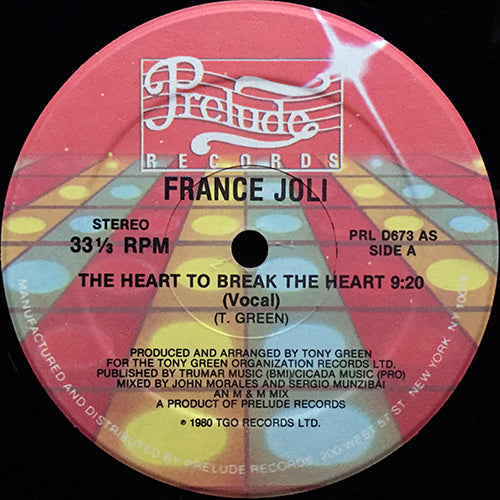 Prelude
RECORDS
FRANCE JOLI
STEREO
33⅓ RPM
PRL D673 AS
SIDE A
THE HEART TO BREAK THE HEART 9:20
(Vocal)
(T. GREEN)
PRODUCED AND ARRANGED BY TONY GREEN
FOR THE TONY GREEN ORGANIZATION RECORDS LTD.
PUBLISHED BY TRUMAR MUSIC (BMI)/CICADA MUSIC (PRO)
MIXED BY JOHN MORALES AND SERGIO MUNZIBAI
AN M & M MIX
A PRODUCT OF PRELUDE RECORDS
℗ 1980 TGO RECORDS LTD.
MANUFACTURED AND DISTRIBUTED BY PRELUDE RECORDS 200 WEST 57 ST. NEW YORK, NY